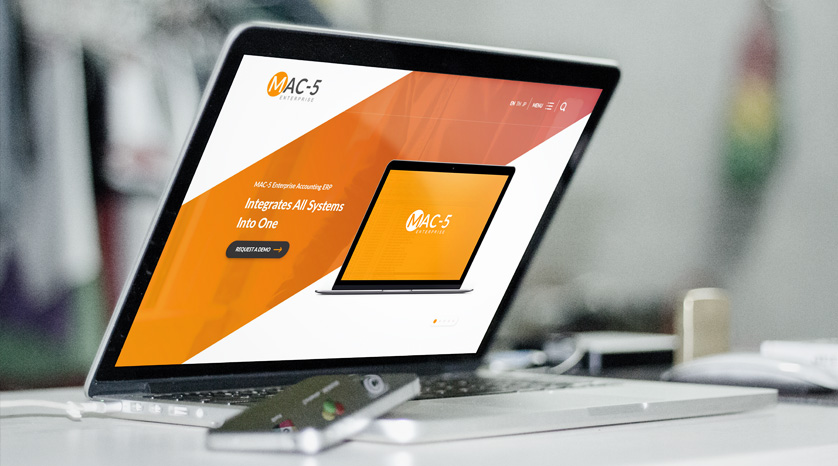 MAC-5
ENTERPRISE
EN TH JP MENU
MAC-5 Enterprise Accounting ERP
Integrates All Systems
Into One
REQUEST A DEMO
MAC-5
ENTERPRISE